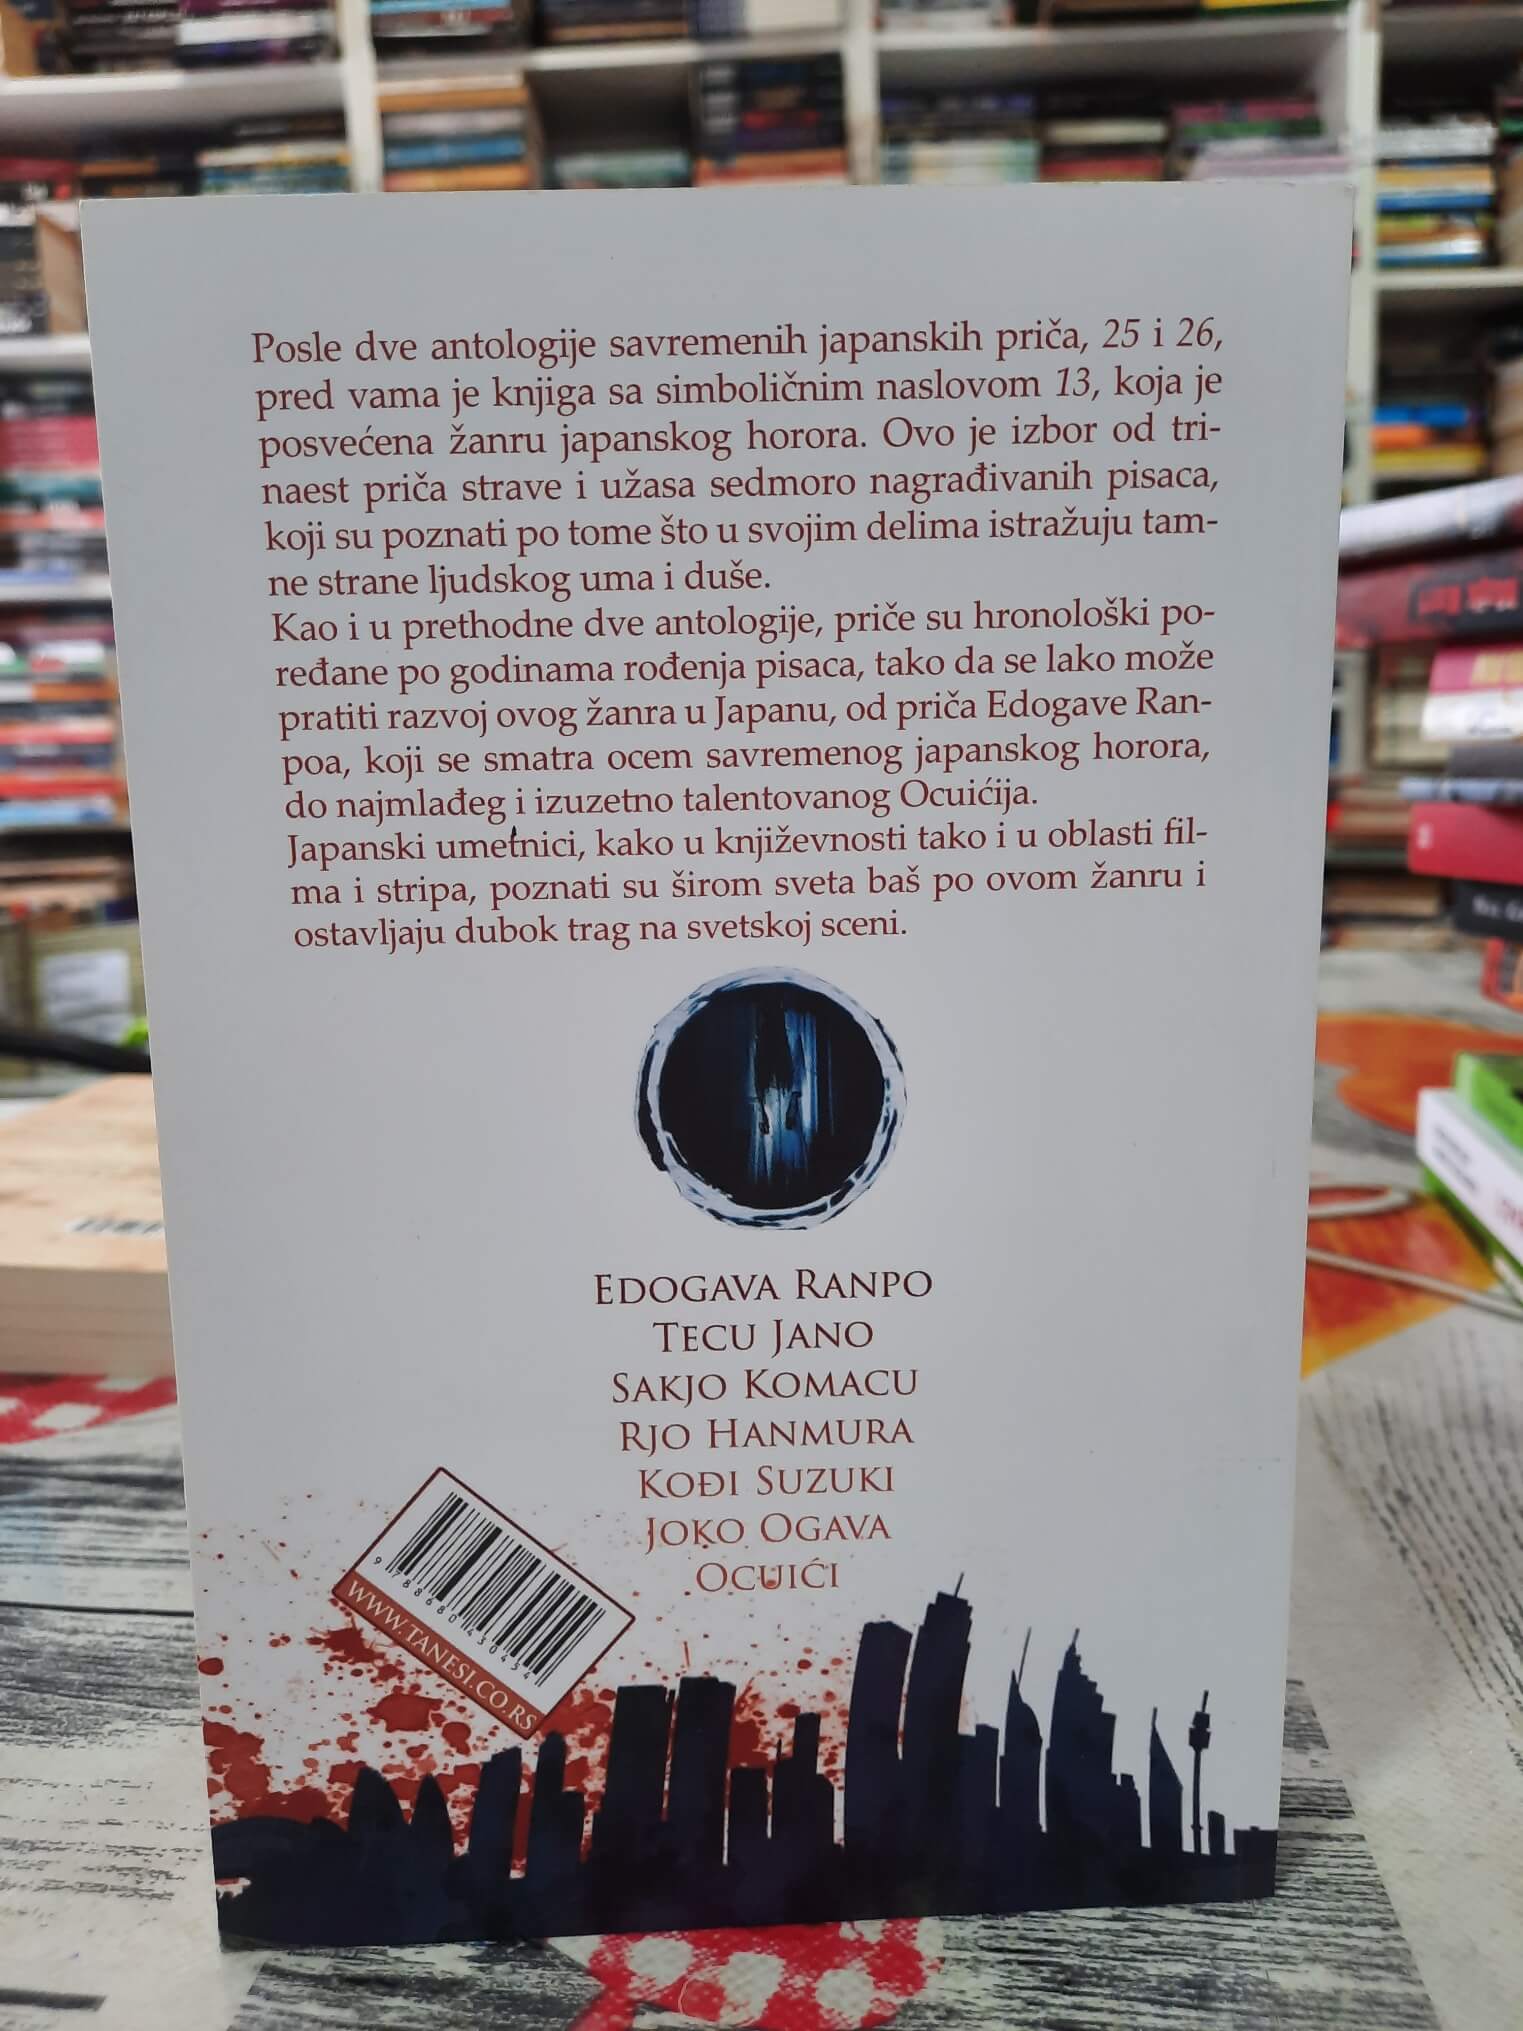 Posle dve antologije savremenih japanskih priča, 25 i 26,
pred vama je knjiga sa simboličnim naslovom 13, koja je
posvećena žanru japanskog horora. Ovo je izbor od tri-
naest priča strave i užasa sedmoro nagrađivanih pisaca,
koji su poznati po tome što u svojim delima istražuju tam-
ne strane ljudskog uma i duše.
Kao i u prethodne dve antologije, priče su hronološki po-
ređane po godinama rođenja pisaca, tako da se lako može
pratiti razvoj ovog žanra u Japanu, od priča Edogave Ran-
poa, koji se smatra ocem savremenog japanskog horora,
do najmlađeg i izuzetno talentovanog Ocuićija.
Japanski umetnici, kako u književnosti tako i u oblasti fil-
ma i stripa, poznati su širom sveta baš po ovom žanru i
ostavljaju dubok trag na svetskoj sceni.
EDOGAVA RANPO
TECU JANO
SAKJO KOMACU
RJO HANMURA
KOĐI SUZUKI
JOKO OGAVA
OCUIĆI
9 788680 430454
WWW.TANESI.CO.RS